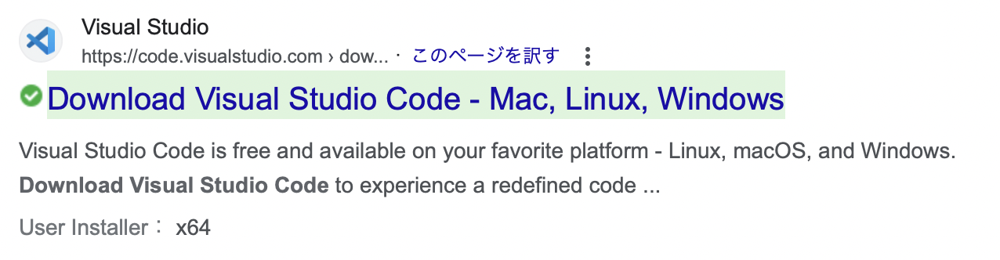 Visual Studio
https://code.visualstudio.com › dow... · このページを訳す
Download Visual Studio Code - Mac, Linux, Windows
Visual Studio Code is free and available on your favorite platform - Linux, macOS, and Windows.
Download Visual Studio Code to experience a redefined code ...
User Installer： x64